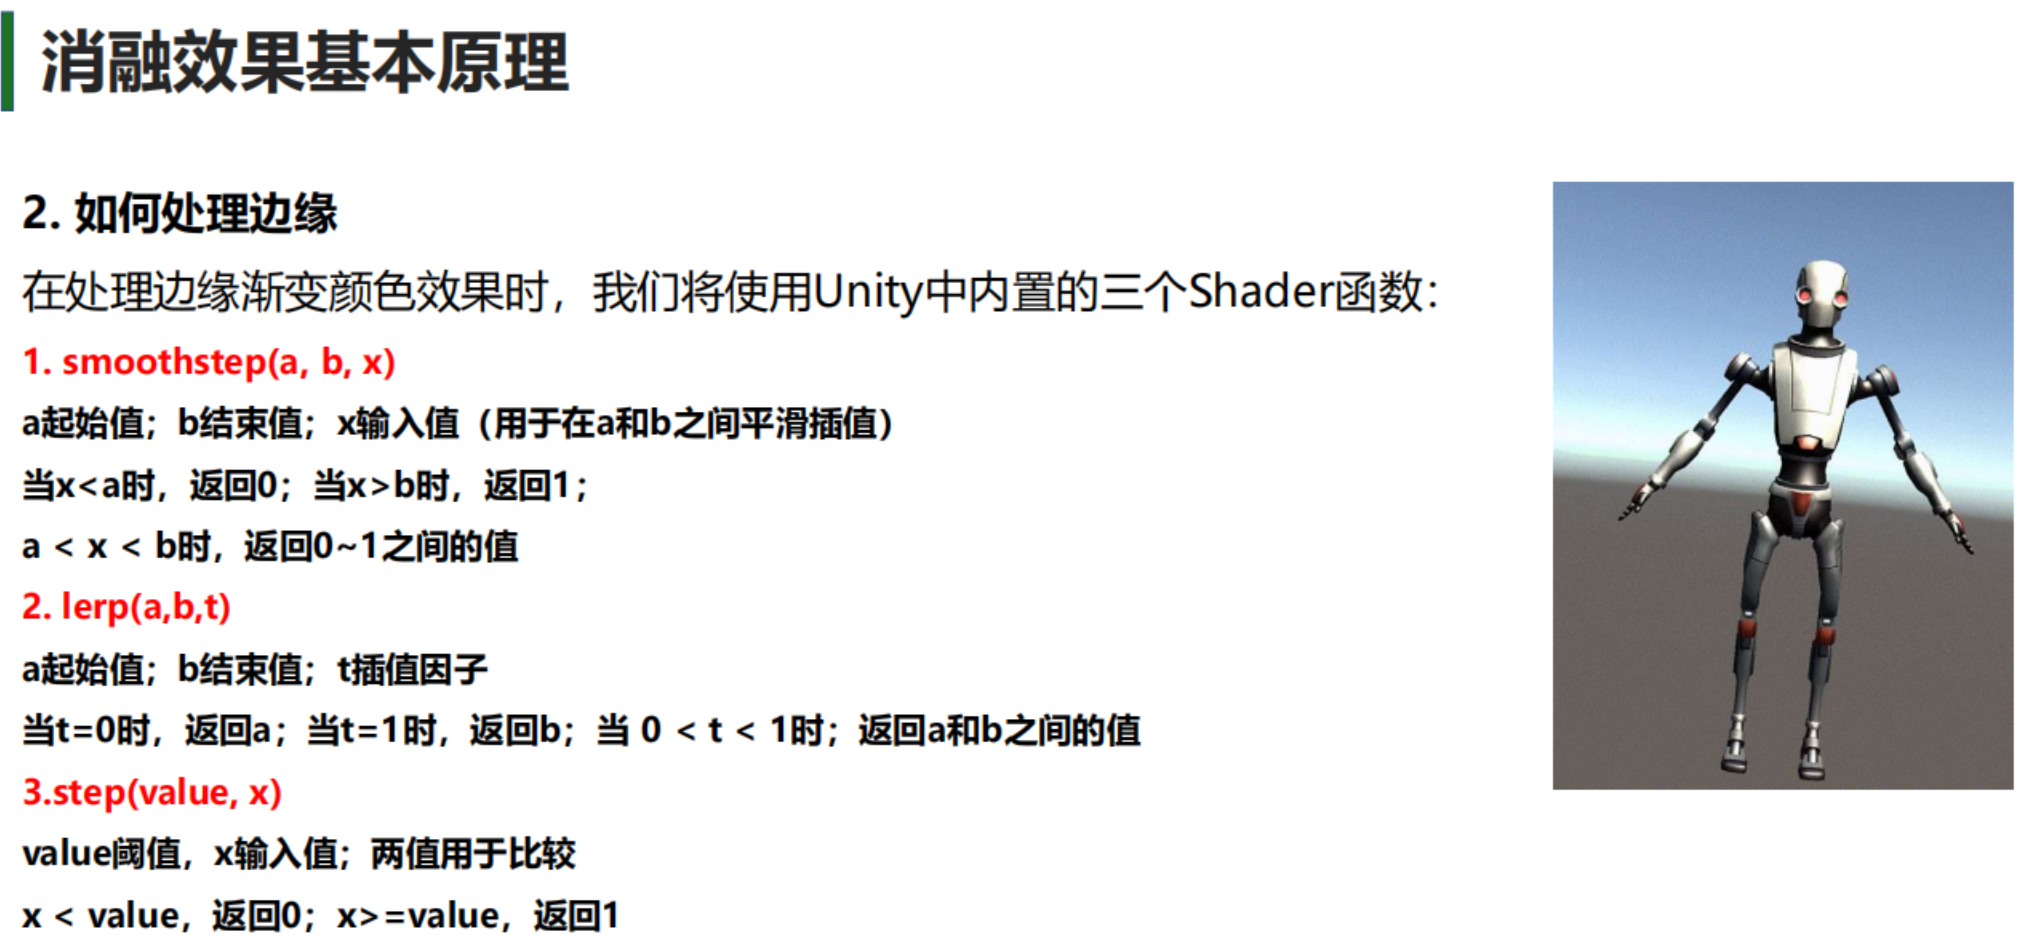 消融效果基本原理
2. 如何处理边缘
在处理边缘渐变颜色效果时，我们将使用Unity中内置的三个Shader函数：
1. smoothstep(a, b, x)
a起始值；b结束值；x输入值（用于在a和b之间平滑插值）
当x<a时，返回0；当x>b时，返回1；
a < x < b时，返回0~1之间的值
2. lerp(a,b,t)
a起始值；b结束值；t插值因子
当t=0时，返回a；当t=1时，返回b；当 0 < t < 1时；返回a和b之间的值
3.step(value, x)
value阈值，x输入值；两值用于比较
x < value，返回0；x>=value，返回1